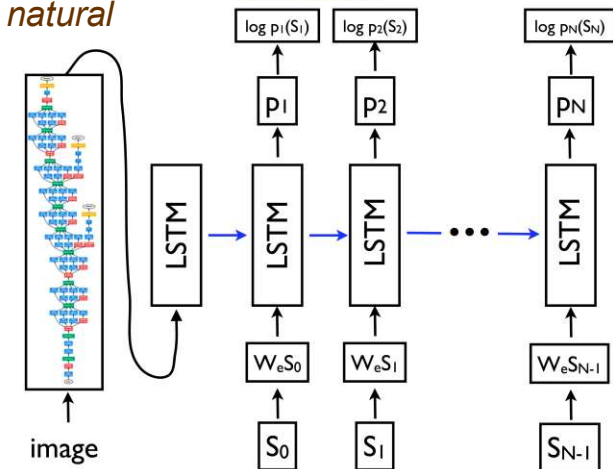 natural
log p₁(S₁) log p₂(S₂) log pN(SN)
p₁ p₂ pN
LSTM LSTM LSTM ••• LSTM
WeS₀ WeS₁ WeSN-1
S₀ S₁ SN-1
image